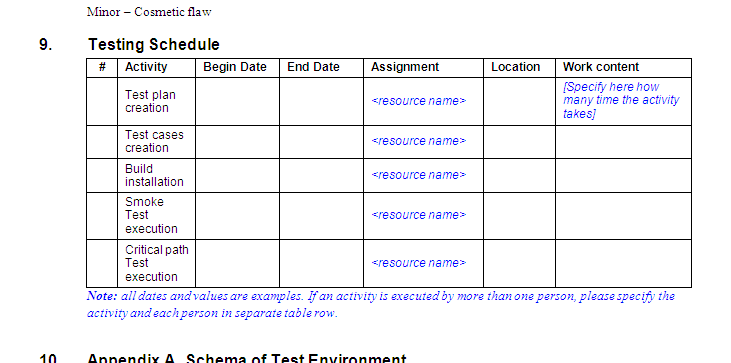 Minor – Cosmetic flaw
9. Testing Schedule
# Activity Begin Date End Date Assignment Location Work content
Test plan
creation
<resource name>
[Specify here how
many time the activity
takes]
Test cases
creation
<resource name>
Build
installation
<resource name>
Smoke
Test
execution
<resource name>
Critical path
Test
execution
<resource name>
Note: all dates and values are examples. If an activity is executed by more than one person, please specify the
activity and each person in separate table row.
10. Appendix A. Schema of Test Environment